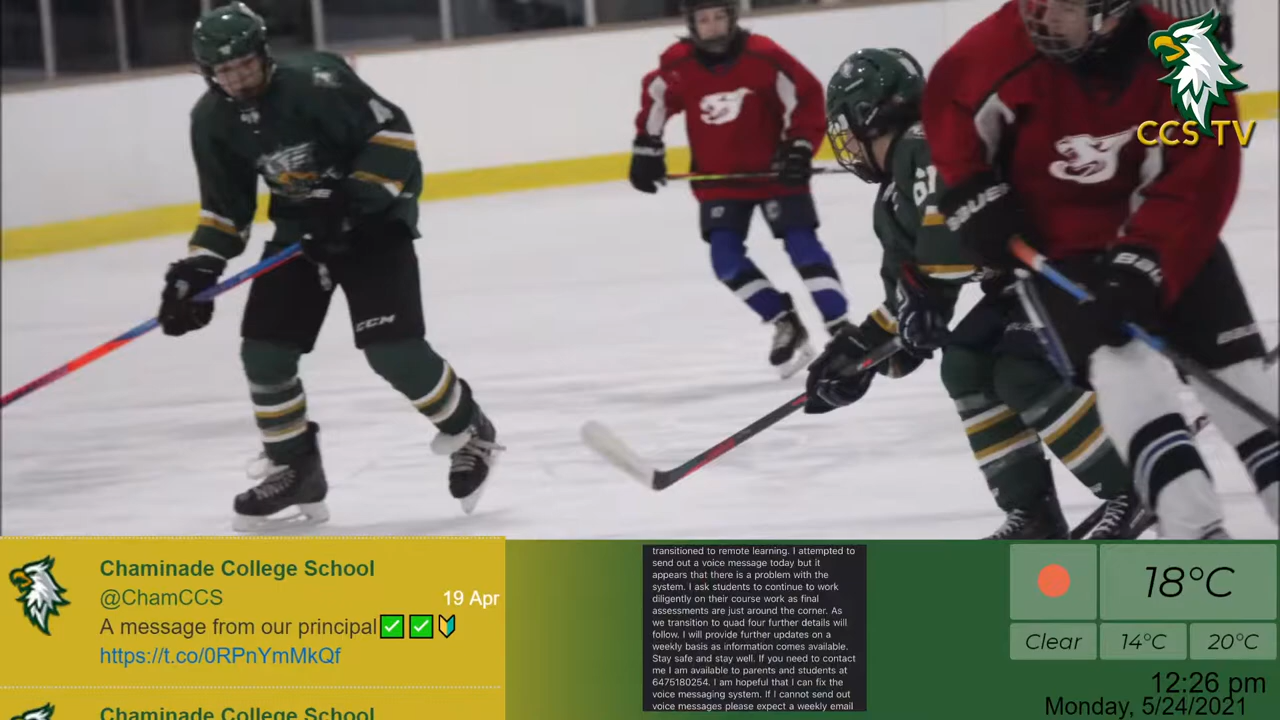 CCS TV
CCM
61
BAUER
Chaminade College School
@ChamCCS
19 Apr
A message from our principal✅✅🔰
https://t.co/0RPnYmMkQf
Chaminade College School
transitioned to remote learning. I attempted to
send out a voice message today but it
appears that there is a problem with the
system. I ask students to continue to work
diligently on their course work as final
assessments are just around the corner. As
we transition to quad four further details will
follow. I will provide further updates on a
weekly basis as information comes available.
Stay safe and stay well. If you need to contact
me I am available to parents and students at
6475180254. I am hopeful that I can fix the
voice messaging system. If I cannot send out
voice messages please expect a weekly email
18°C
Clear
14°C
20°C
12:26 pm
Monday, 5/24/2021